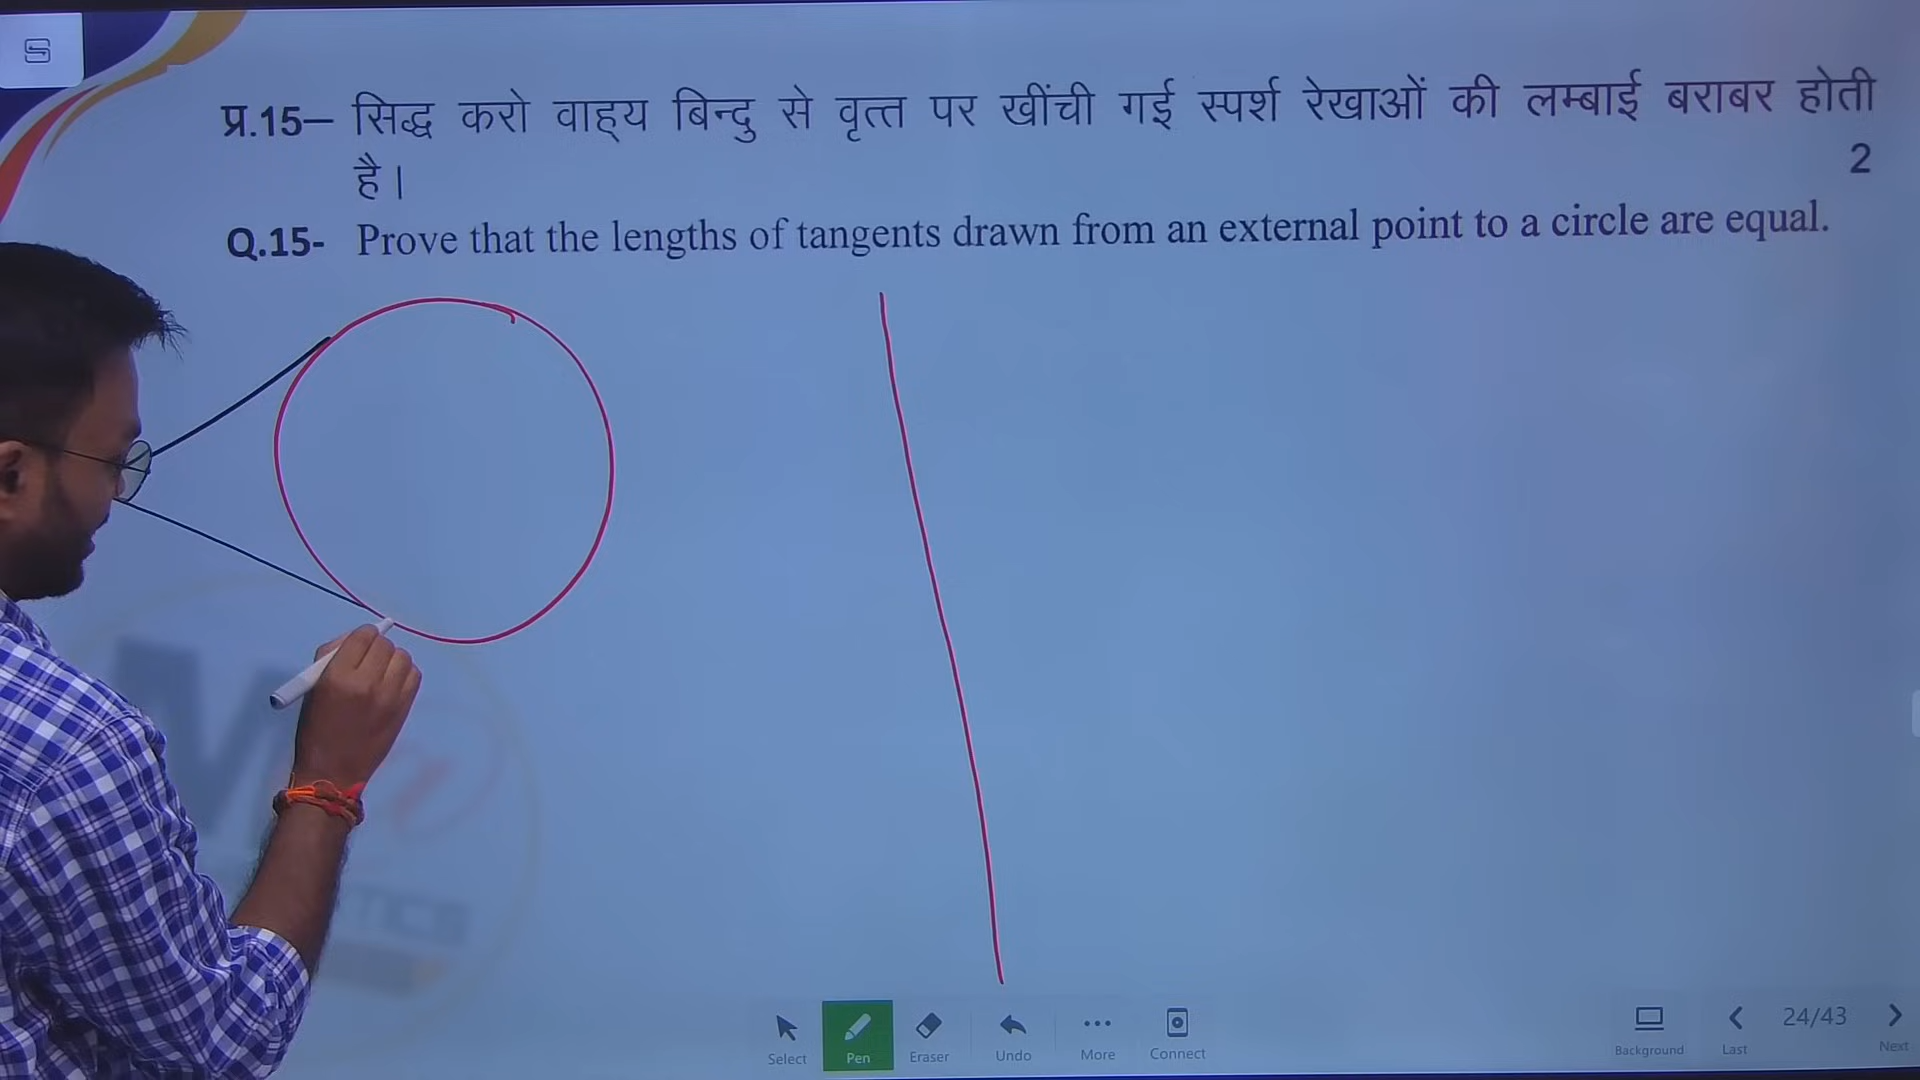 प्र.15– सिद्ध करो वाह्य बिन्दु से वृत्त पर खींची गई स्पर्श रेखाओं की लम्बाई बराबर होती
है। 2
Q.15- Prove that the lengths of tangents drawn from an external point to a circle are equal.
Select Pen Eraser Undo More Connect Background Last 24/43 Next